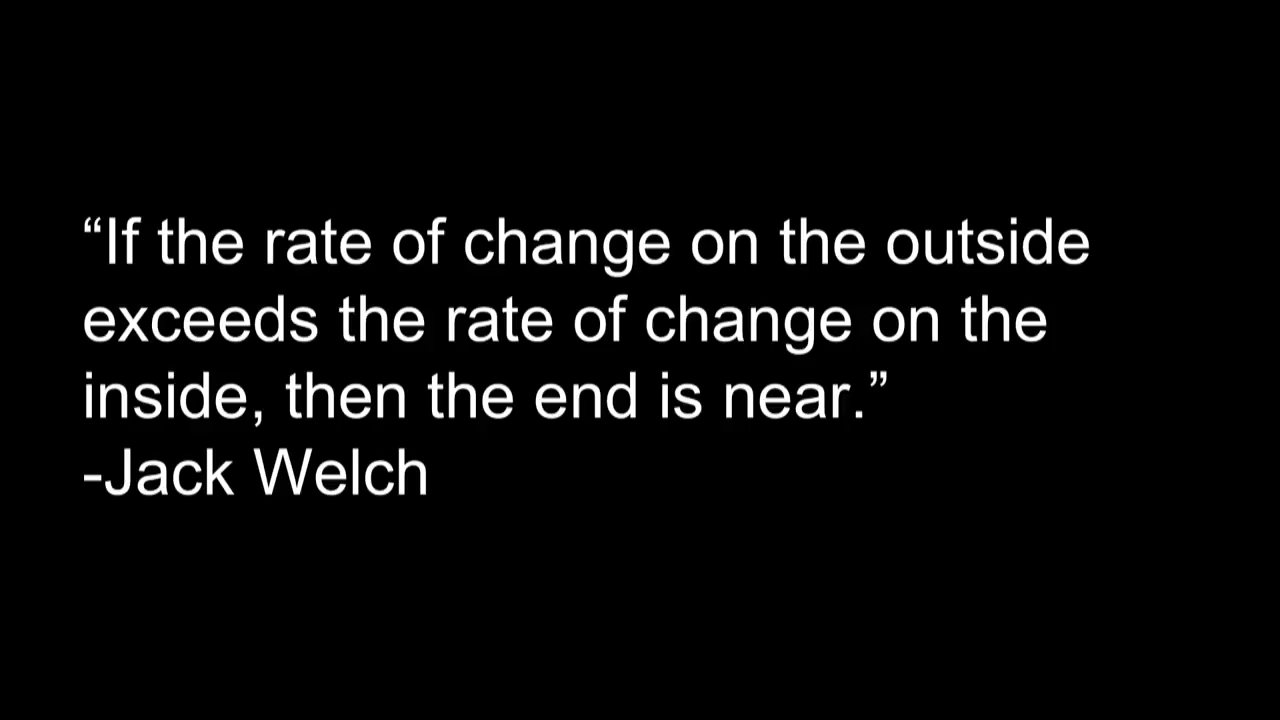 “If the rate of change on the outside
exceeds the rate of change on the
inside, then the end is near.”
-Jack Welch